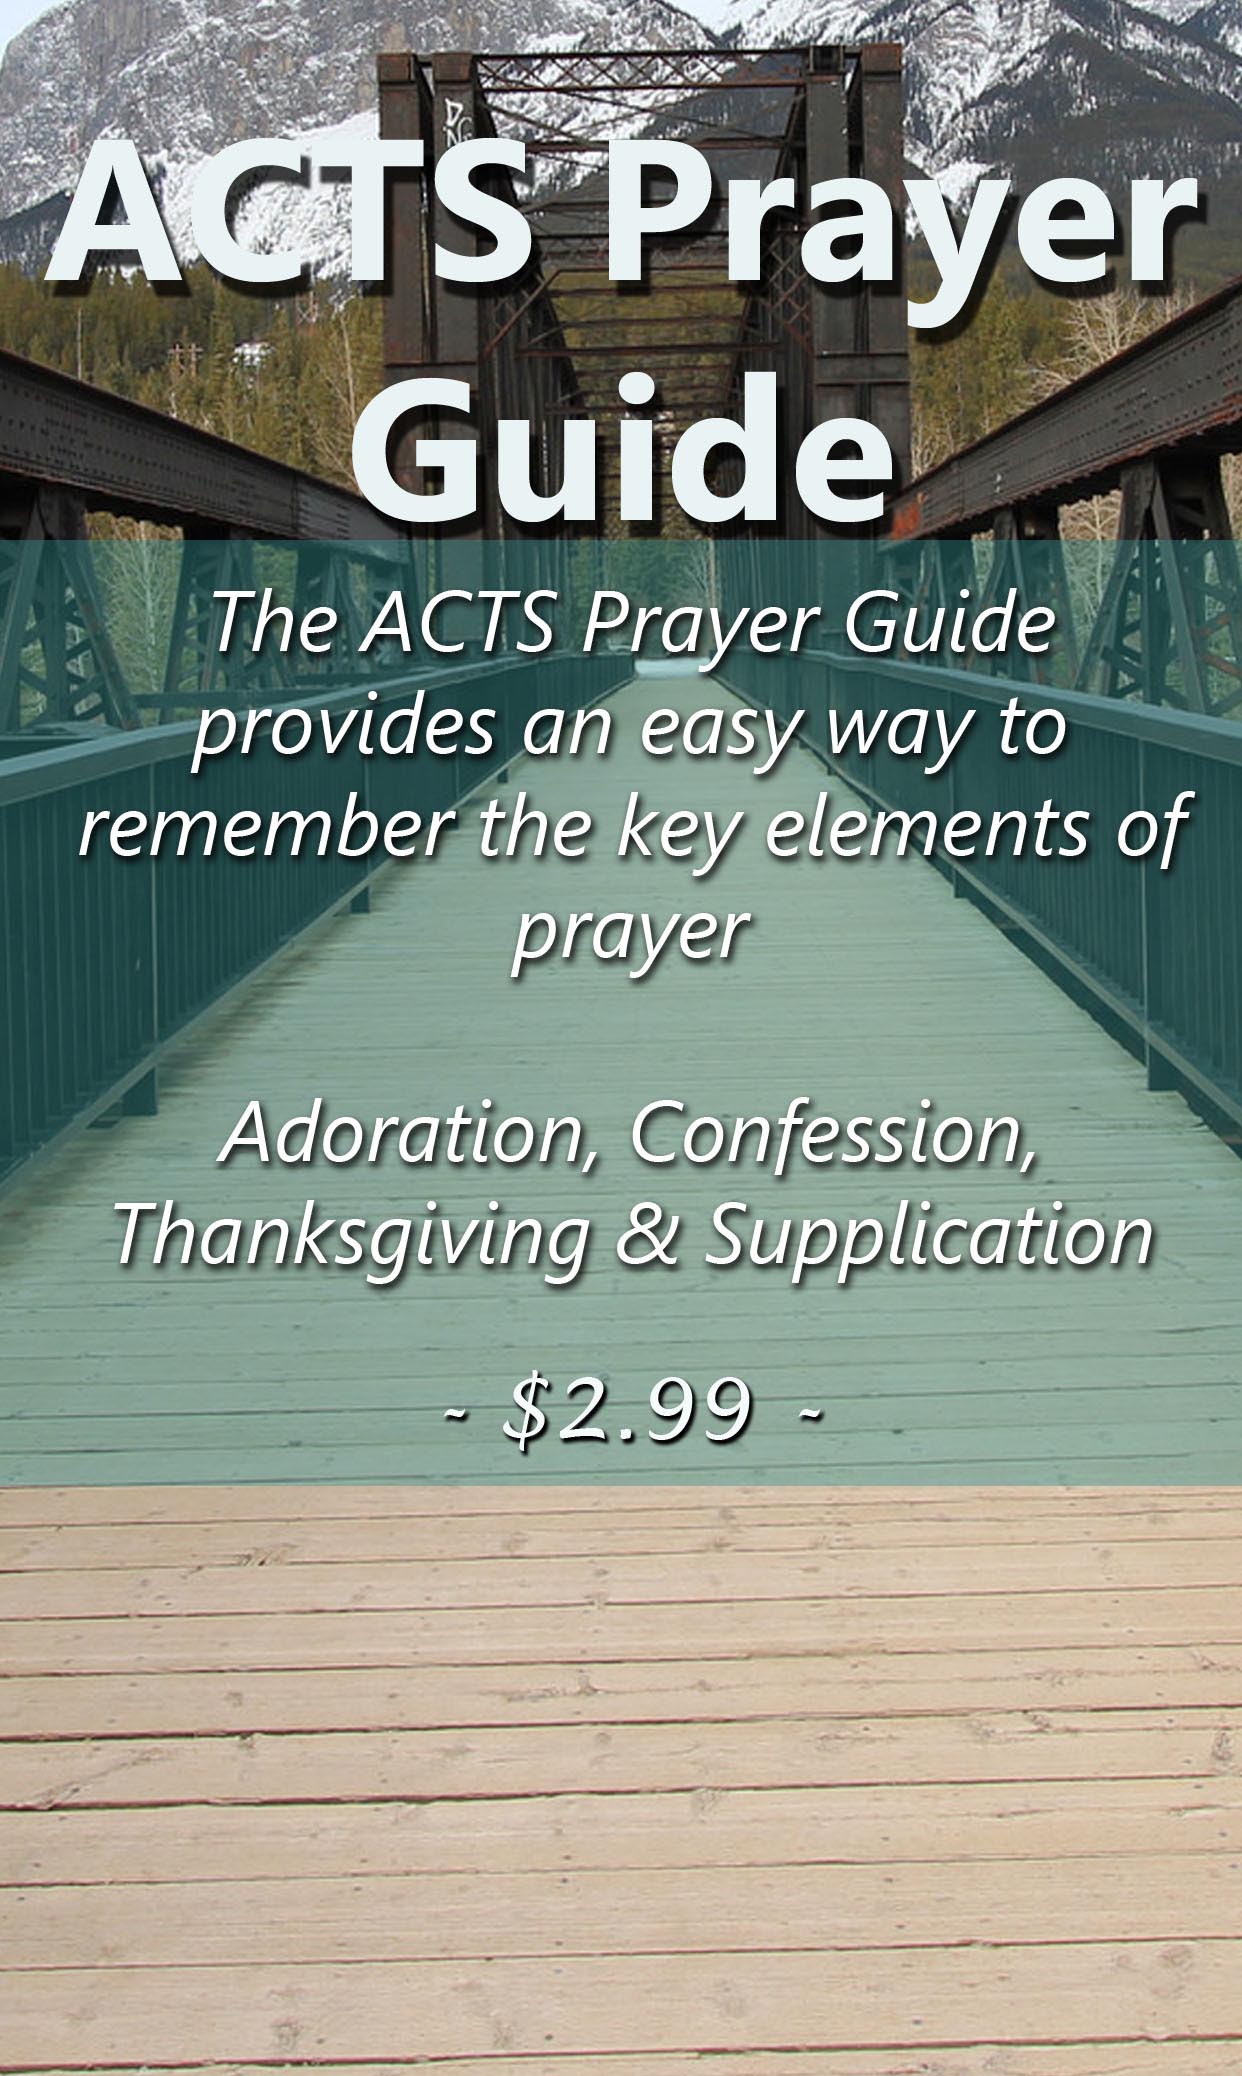 ACTS Prayer
Guide
The ACTS Prayer Guide
provides an easy way to
remember the key elements of
prayer
Adoration, Confession,
Thanksgiving & Supplication
- $2.99 -